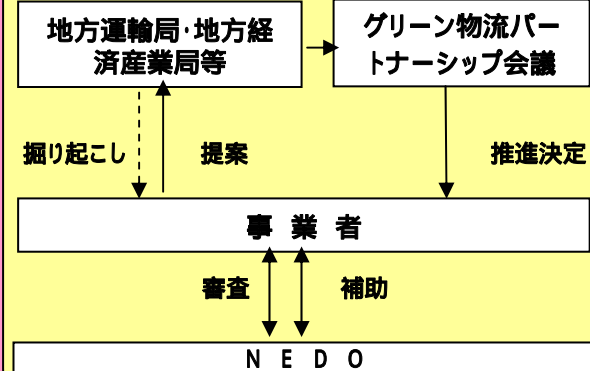 地方運輸局・地方経
済産業局等
グリーン物流パー
トナーシップ会議
掘り起こし
提案
推進決定
事 業 者
審査
補助
N E D O